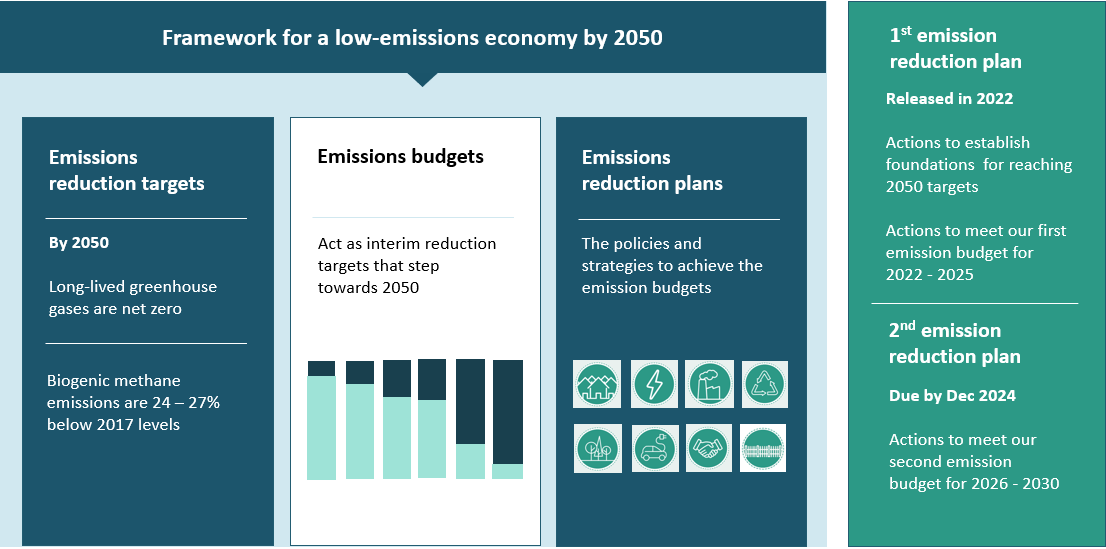 Framework for a low-emissions economy by 2050
Emissions
reduction targets
By 2050
Long-lived greenhouse
gases are net zero
Biogenic methane
emissions are 24 – 27%
below 2017 levels
Emissions budgets
Act as interim reduction
targets that step
towards 2050
Emissions
reduction plans
The policies and
strategies to achieve the
emission budgets
1st emission
reduction plan
Released in 2022
Actions to establish
foundations for reaching
2050 targets
Actions to meet our first
emission budget for
2022 - 2025
2nd emission
reduction plan
Due by Dec 2024
Actions to meet our
second emission
budget for 2026 - 2030